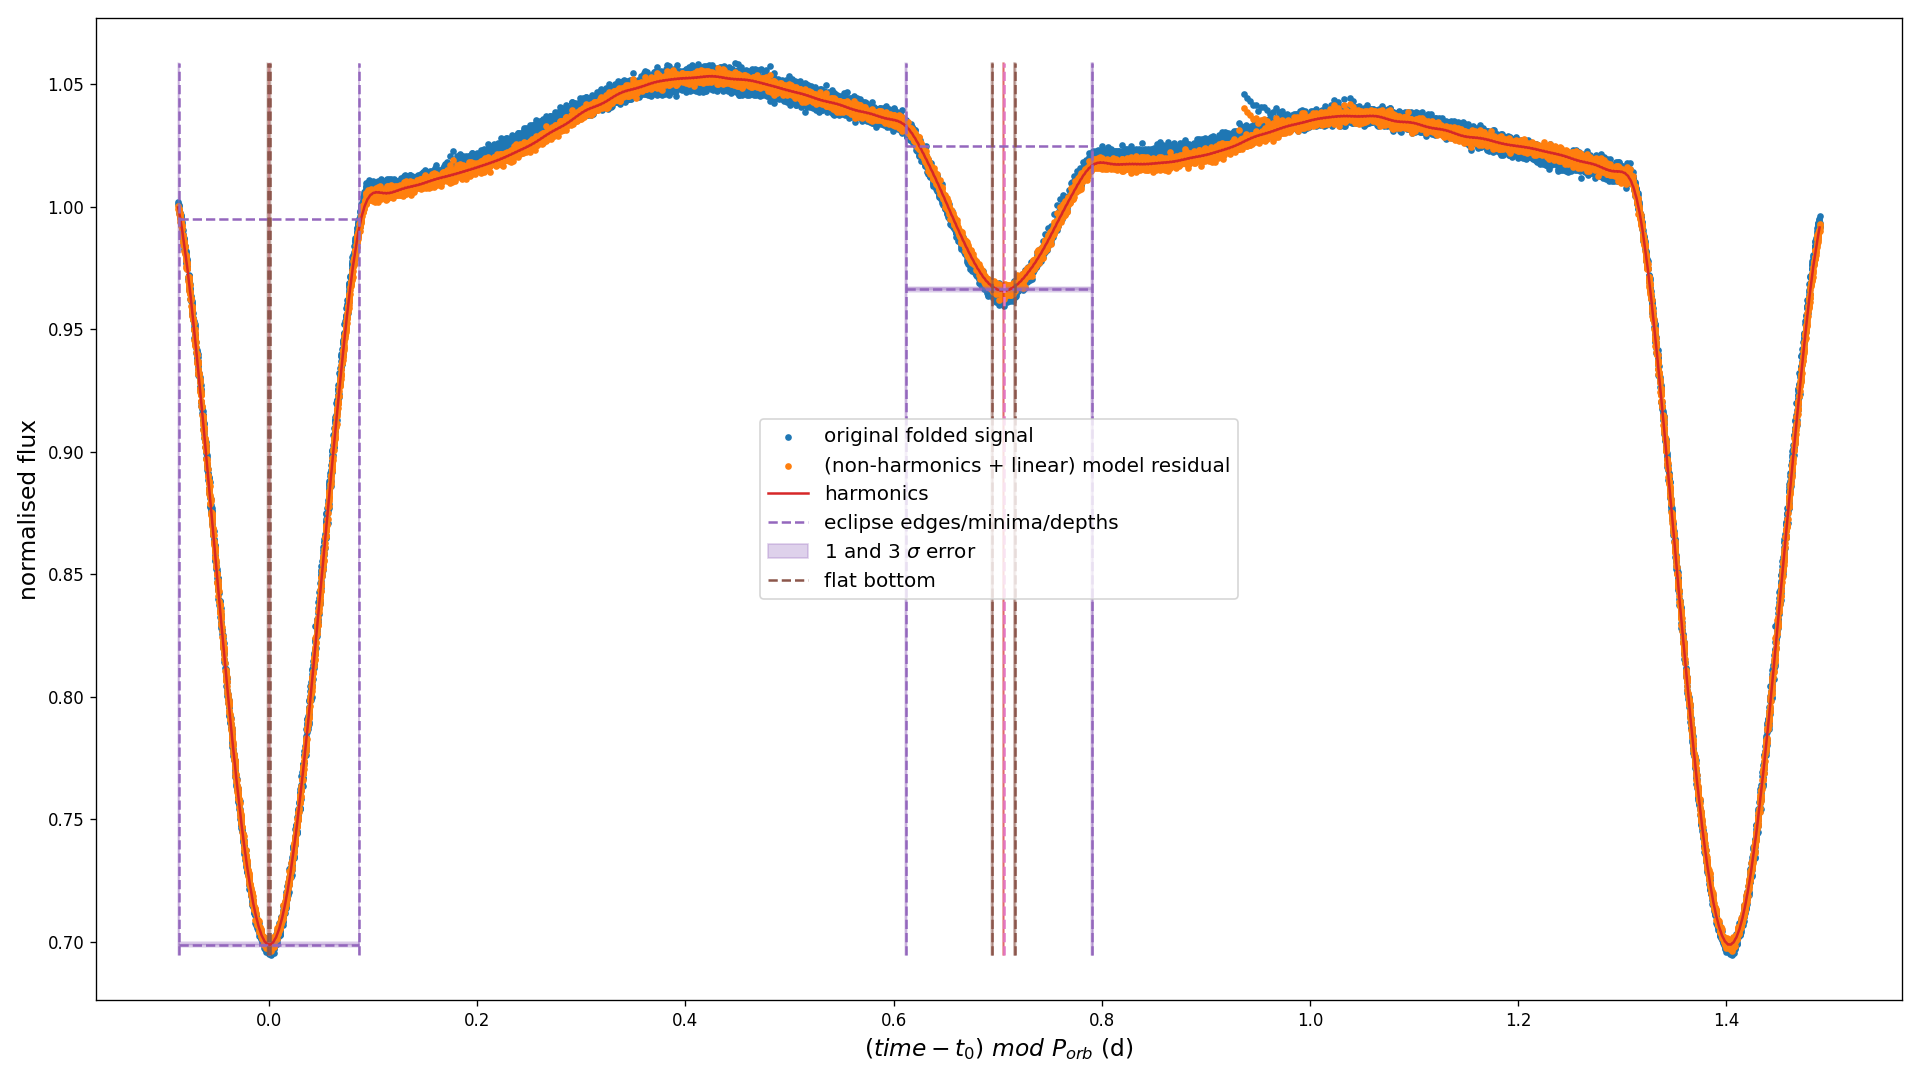 normalised flux
1.05
1.00
0.95
0.90
0.85
0.80
0.75
0.70
original folded signal
(non-harmonics + linear) model residual
harmonics
eclipse edges/minima/depths
1 and 3 σ error
flat bottom
0.0 0.2 0.4 0.6 0.8 1.0 1.2 1.4
(time − t₀) mod Pₒᵣb (d)